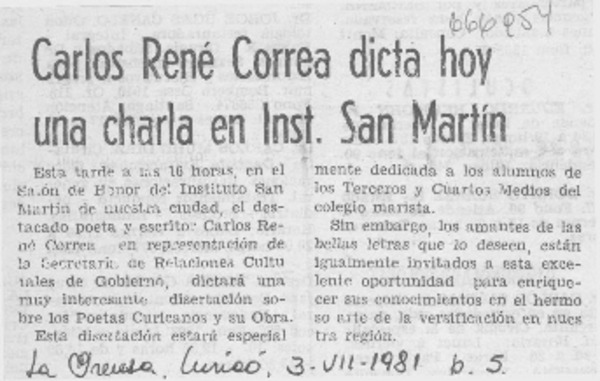 666954
Carlos René Correa dicta hoy
una charla en Inst. San Martín
Esta tarde a las 16 horas, en el
Salón de Honor del Instituto San
Martín de nuestra ciudad, el des-
tacado poeta y escritor Carlos Re-
né Correa en representación de
la Secretaría de Relaciones Cultu
rales de Gobierno, dictará una
muy interesante disertación so-
bre los Poetas Curicanos y su Obra.
Esta disertación estará especial
mente dedicada a los alumnos de
los Terceros y Cuartos Medios del
colegio marista.
Sin embargo, los amantes de las
bellas letras que lo deseen, están
igualmente invitados a esta exce-
lente oportunidad para enrique-
cer sus conocimientos en el hermo
so arte de la versificación en nues
tra región.
La Prensa, Curicó, 3-VII-1981 p. 5.